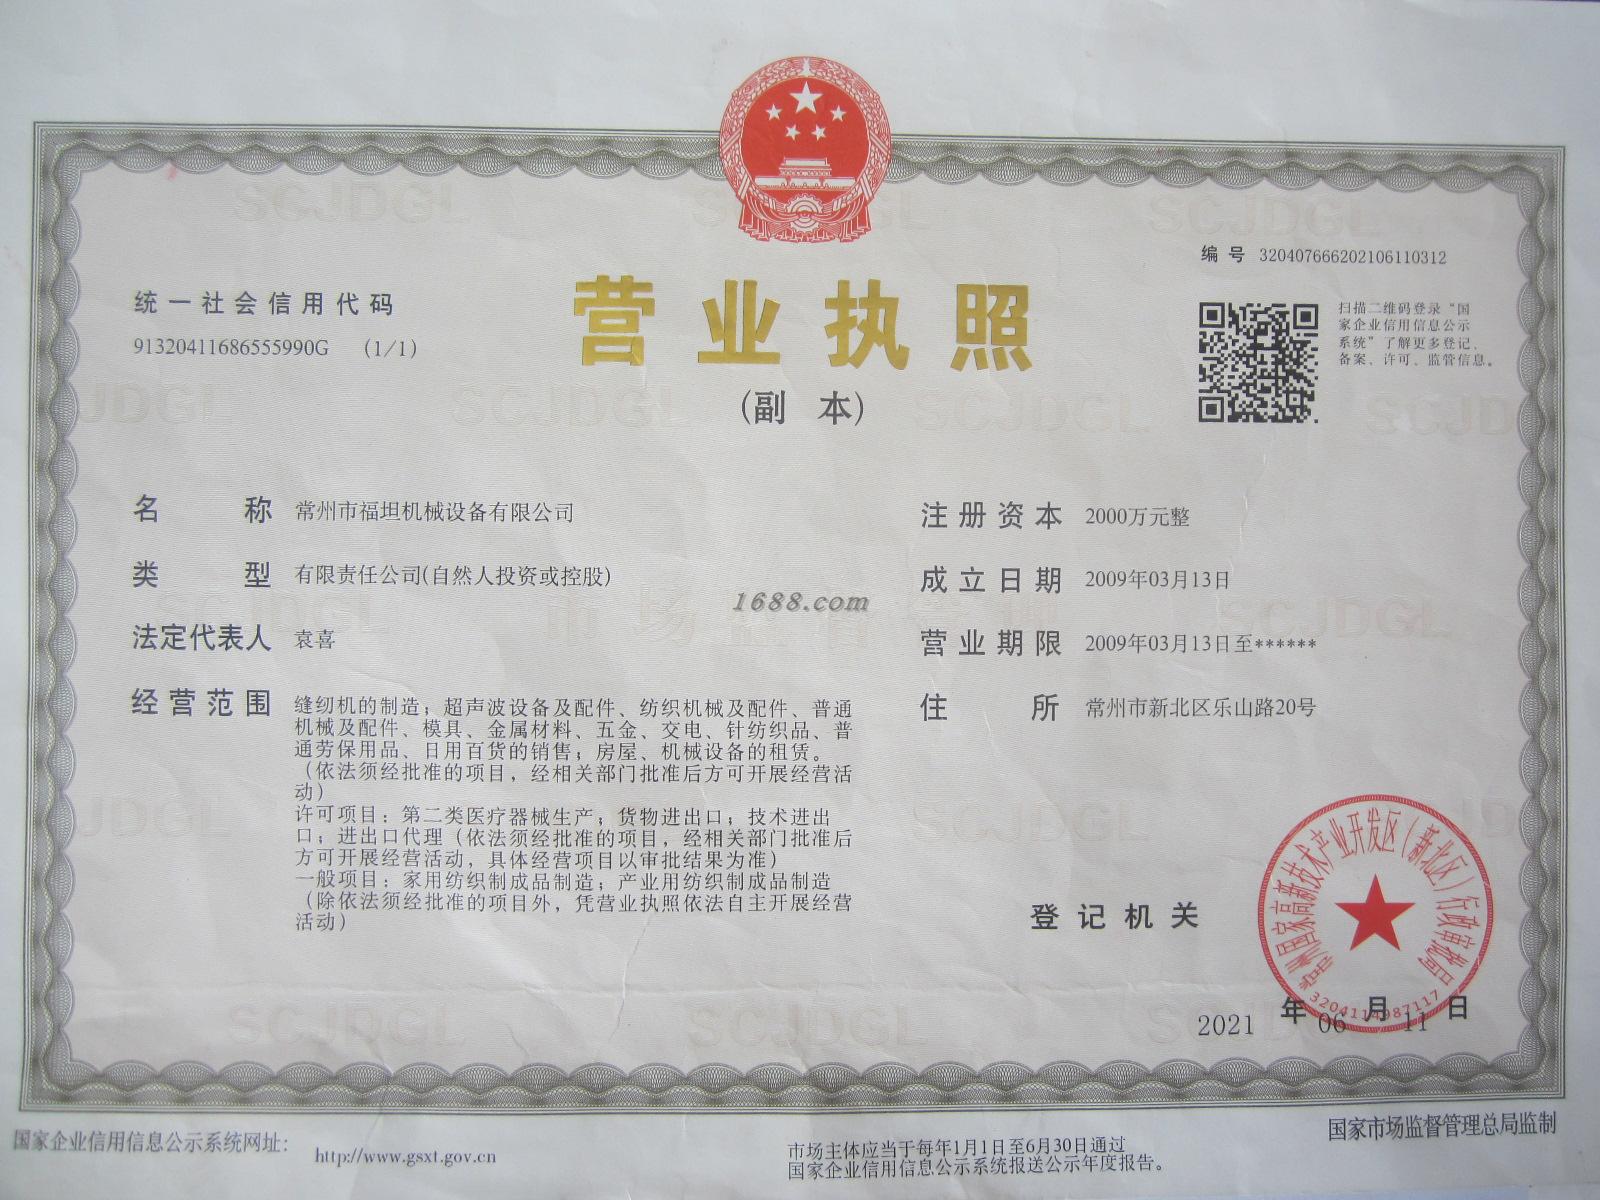 编号 320407666202106110312
统一社会信用代码
91320411686555990G (1/1)
营业执照
(副 本)
扫描二维码登录“国
家企业信用信息公示
系统”了解更多登记、
备案、许可、监管信息。
名称 常州市福坦机械设备有限公司
类型 有限责任公司(自然人投资或控股)
法定代表人 袁喜
经营范围 缝纫机的制造；超声波设备及配件、纺织机械及配件、普通
机械及配件、模具、金属材料、五金、交电、针纺织品、普
通劳保用品、日用百货的销售；房屋、机械设备的租赁。
（依法须经批准的项目，经相关部门批准后方可开展经营活
动）
许可项目：第二类医疗器械生产；货物进出口；技术进出
口；进出口代理（依法须经批准的项目，经相关部门批准后
方可开展经营活动，具体经营项目以审批结果为准）
一般项目：家用纺织制成品制造；产业用纺织制成品制造
（除依法须经批准的项目外，凭营业执照依法自主开展经营
活动）
注册资本 2000万元整
成立日期 2009年03月13日
营业期限 2009年03月13日至******
住所 常州市新北区乐山路20号
1688.com
登记机关
常州国家高新技术产业开发区（新北区）行政审批局
3204114987117
2021 年 06 月 11 日
国家企业信用信息公示系统网址：
http://www.gsxt.gov.cn
市场主体应当于每年1月1日至6月30日通过
国家企业信用信息公示系统报送公示年度报告。
国家市场监督管理总局监制